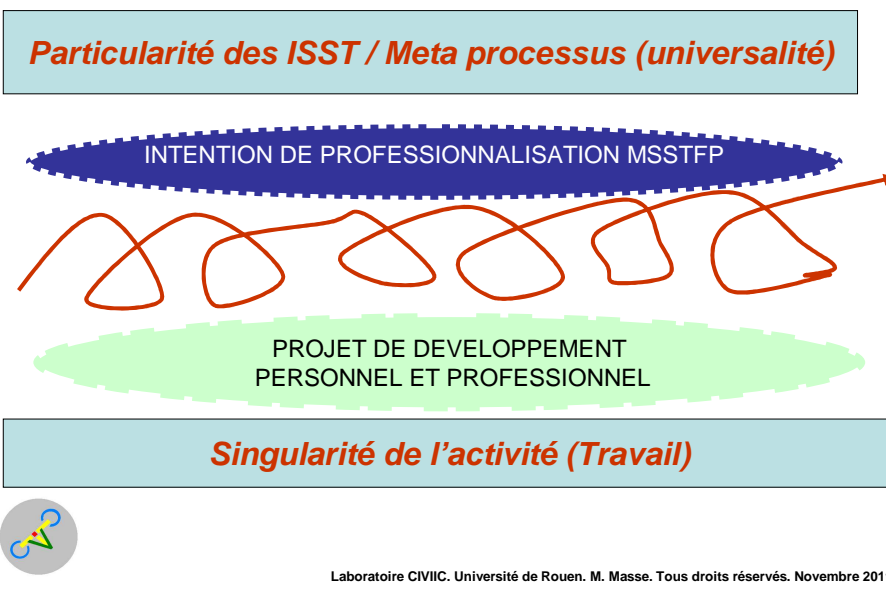 Particularité des ISST / Meta processus (universalité)
INTENTION DE PROFESSIONNALISATION MSSTFP
PROJET DE DEVELOPPEMENT
PERSONNEL ET PROFESSIONNEL
Singularité de l’activité (Travail)
Laboratoire CIVIIC. Université de Rouen. M. Masse. Tous droits réservés. Novembre